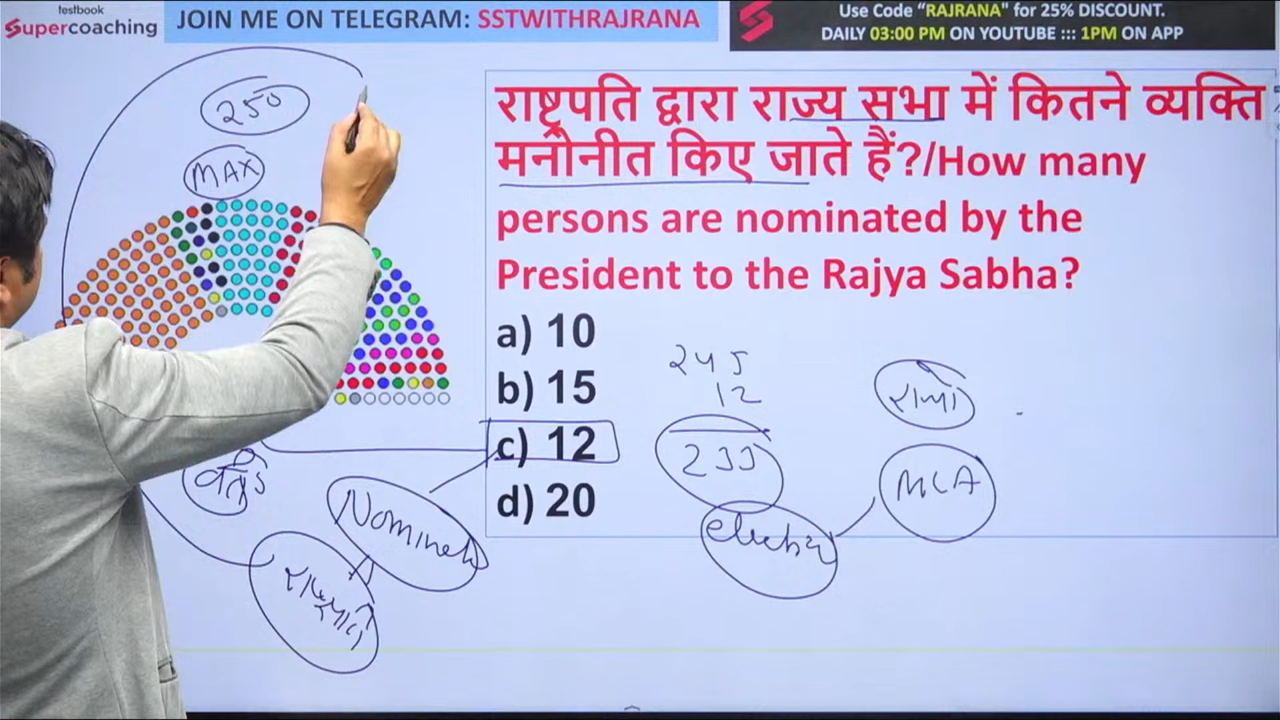 testbook
Supercoaching
JOIN ME ON TELEGRAM: SSTWITHRAJRANA
Use Code “RAJRANA" for 25% DISCOUNT.
DAILY 03:00 PM ON YOUTUBE ::: 1PM ON APP
250
MAX
राष्ट्रपति द्वारा राज्य सभा में कितने व्यक्ति
मनोनीत किए जाते हैं?/How many
persons are nominated by the
President to the Rajya Sabha?
a) 10
b) 15
c) 12
d) 20
245
12
233
MLA
राष्ट्रपति